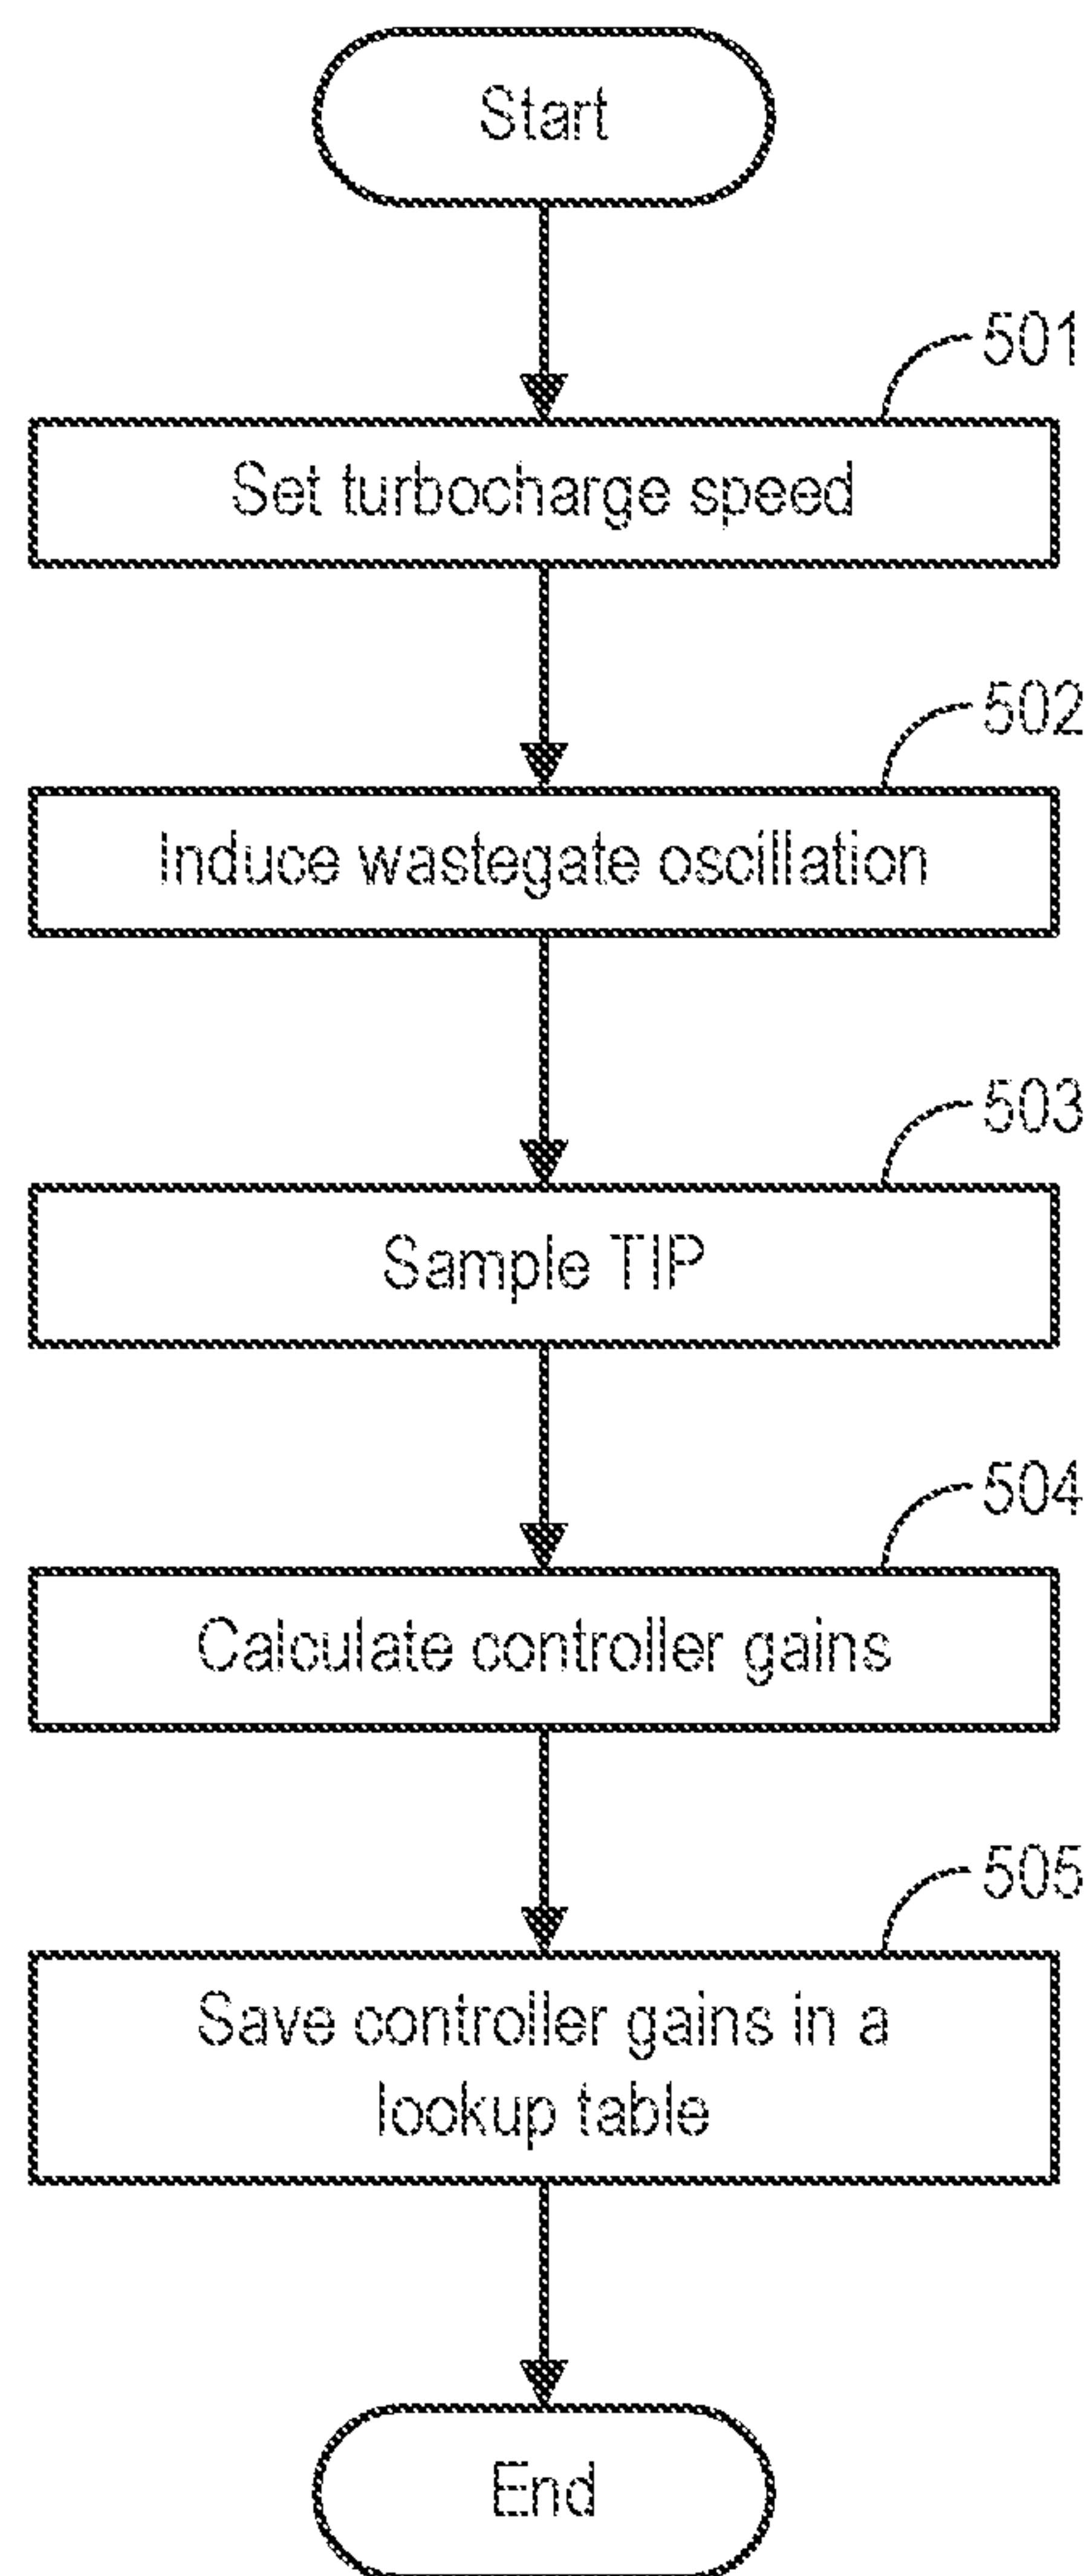 Start
501
Set turbocharge speed
502
Induce wastegate oscillation
503
Sample TIP
504
Calculate controller gains
505
Save controller gains in a
lookup table
End